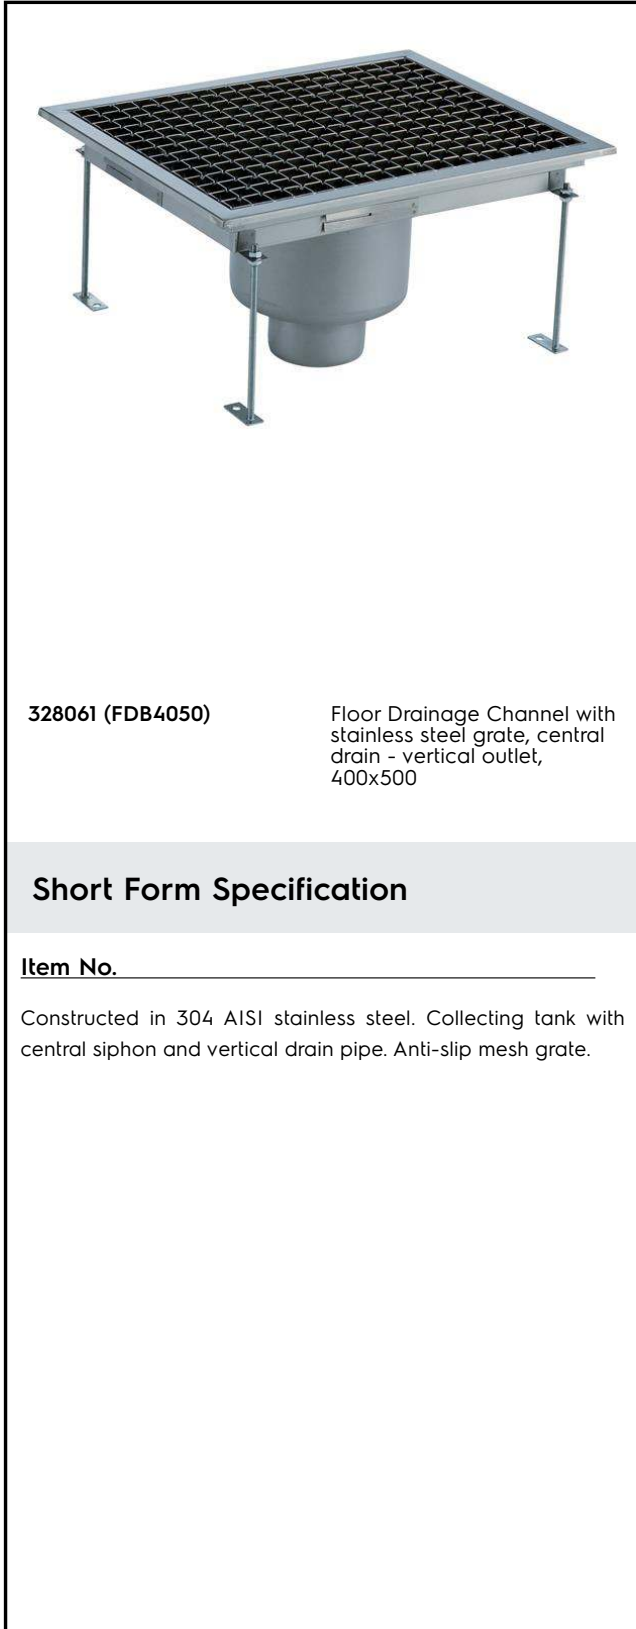 328061 (FDB4050)
Floor Drainage Channel with
stainless steel grate, central
drain - vertical outlet,
400x500
Short Form Specification
Item No.
Constructed in 304 AISI stainless steel. Collecting tank with
central siphon and vertical drain pipe. Anti-slip mesh grate.